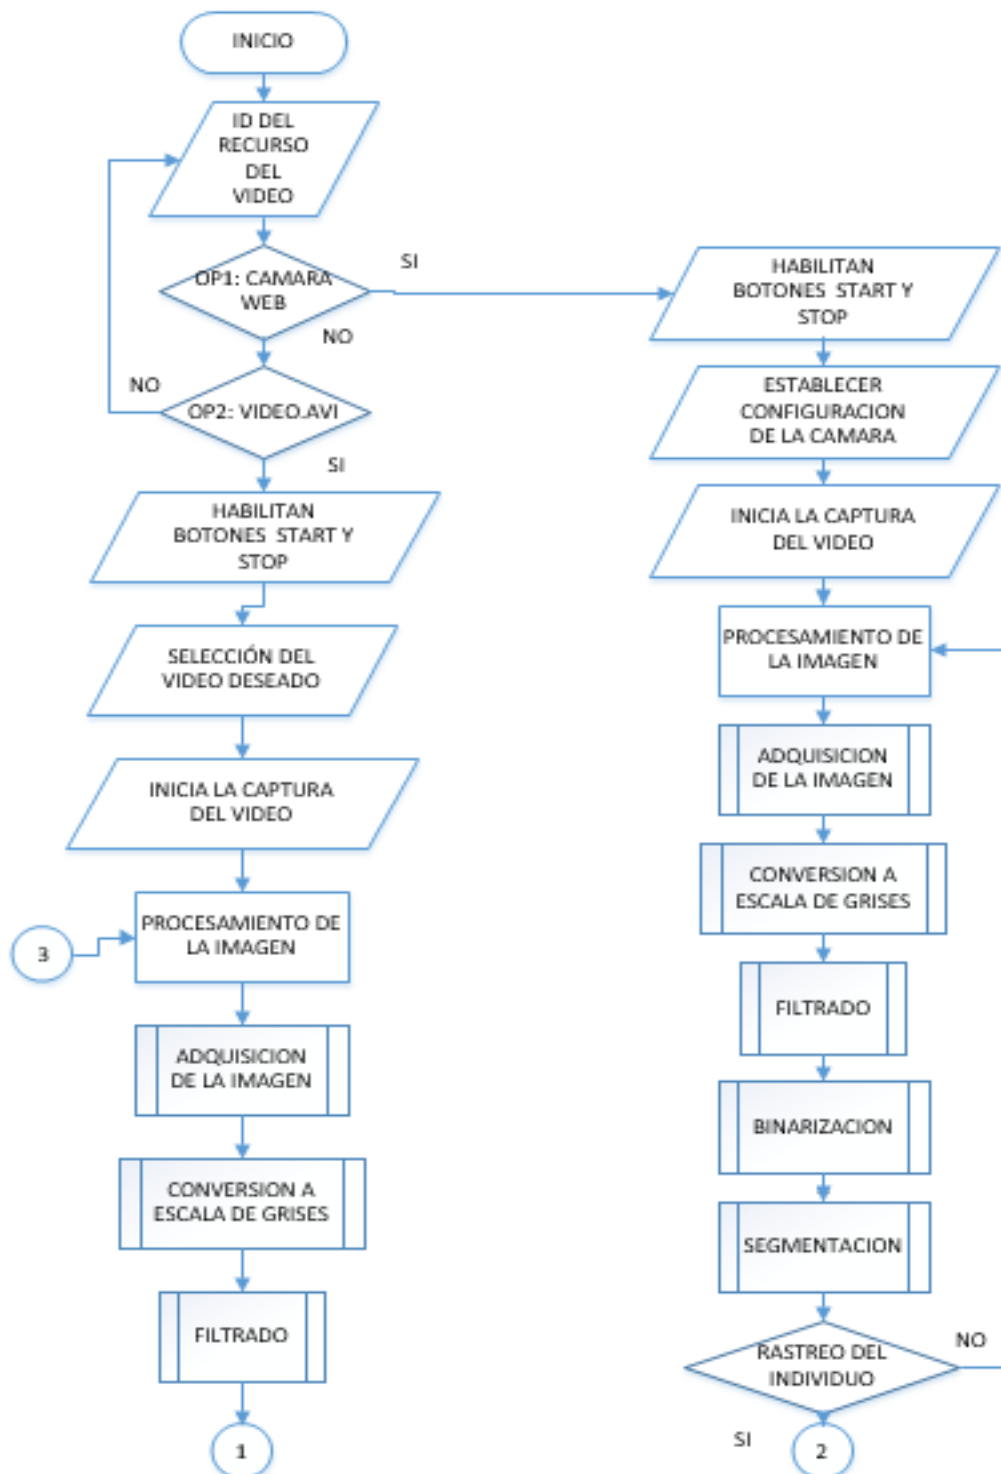 INICIO
ID DEL
RECURSO
DEL
VIDEO
OP1: CAMARA
WEB
SI
NO
NO
OP2: VIDEO.AVI
SI
HABILITAN
BOTONES START Y
STOP
SELECCIÓN DEL
VIDEO DESEADO
INICIA LA CAPTURA
DEL VIDEO
3
PROCESAMIENTO DE
LA IMAGEN
ADQUISICION
DE LA IMAGEN
CONVERSION A
ESCALA DE GRISES
FILTRADO
1
HABILITAN
BOTONES START Y
STOP
ESTABLECER
CONFIGURACION
DE LA CAMARA
INICIA LA CAPTURA
DEL VIDEO
PROCESAMIENTO DE
LA IMAGEN
ADQUISICION
DE LA IMAGEN
CONVERSION A
ESCALA DE GRISES
FILTRADO
BINARIZACION
SEGMENTACION
RASTREO DEL
INDIVIDUO
NO
SI
2